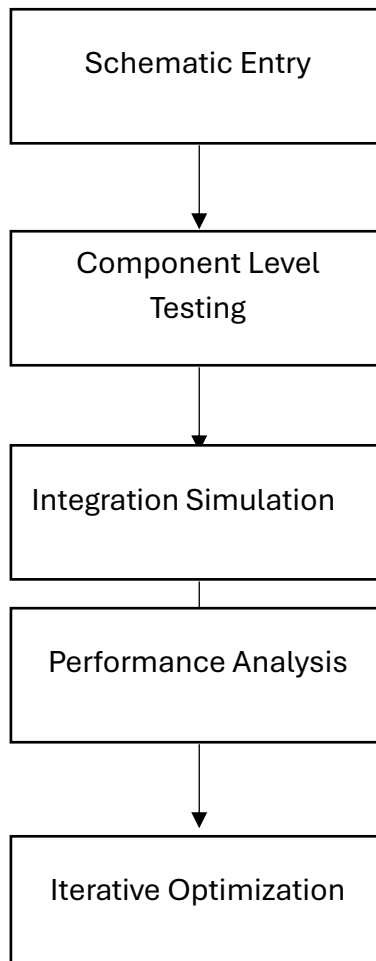 Schematic Entry
Component Level
Testing
Integration Simulation
Performance Analysis
Iterative Optimization